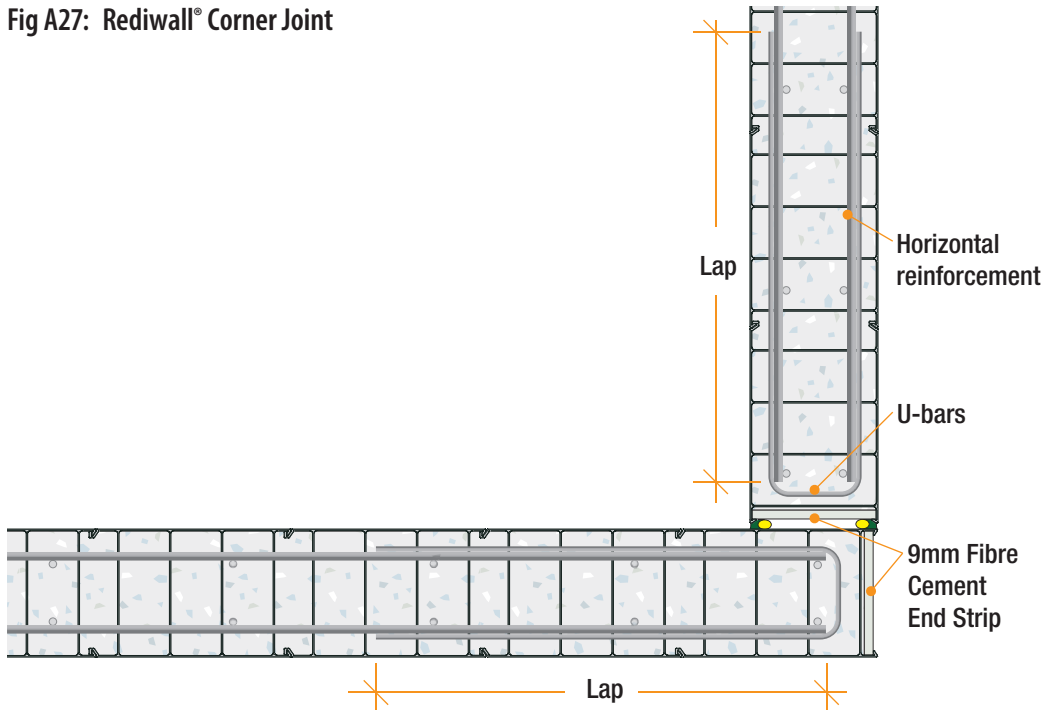 Fig A27: Rediwall® Corner Joint
Lap
Horizontal
reinforcement
U-bars
9mm Fibre
Cement
End Strip
Lap